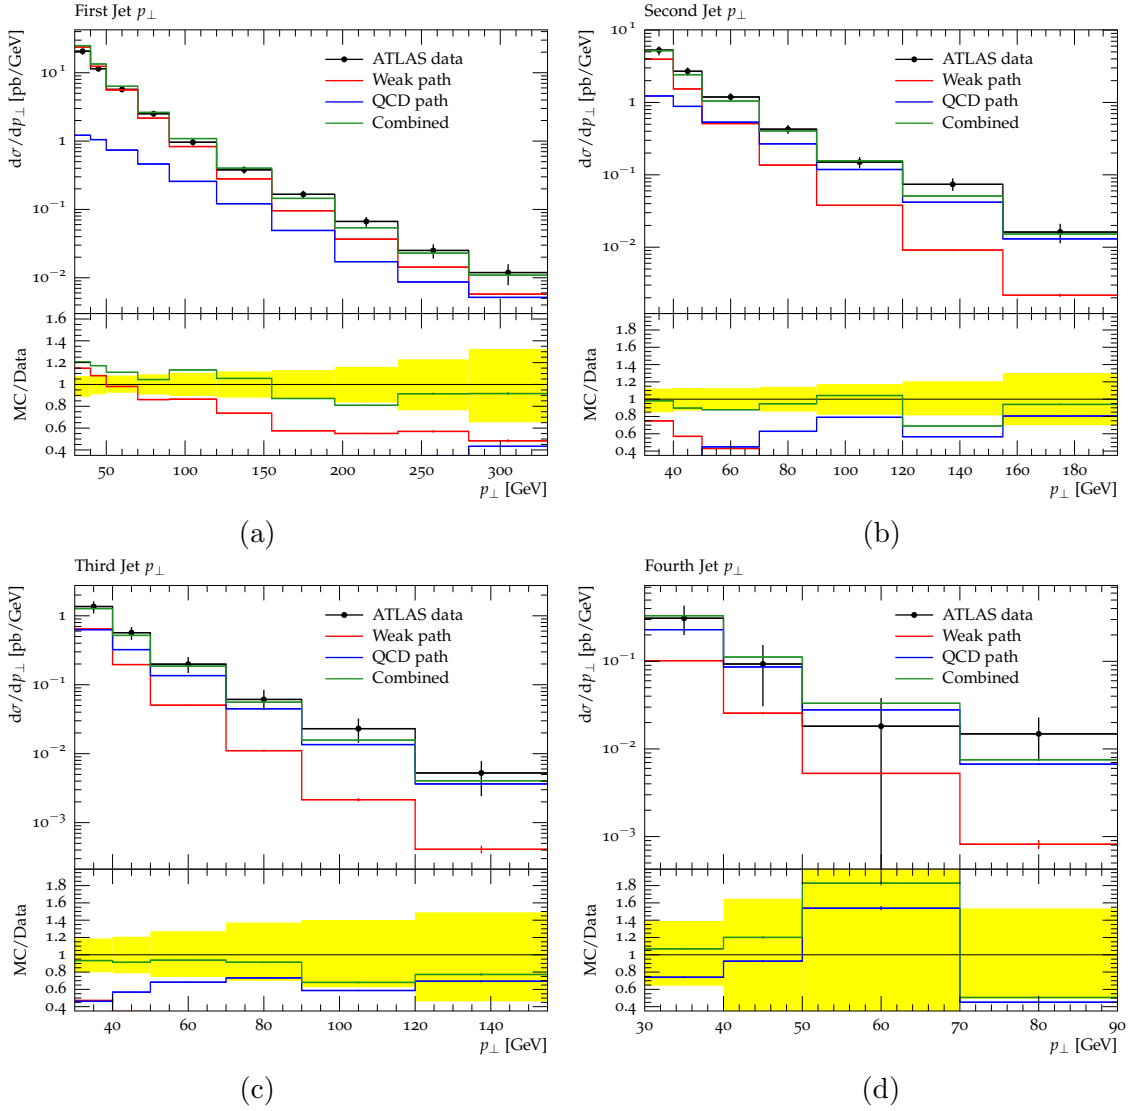 First Jet p⊥
dσ/dp⊥ [pb/GeV]
10^1
1
10^−1
10^−2
ATLAS data
Weak path
QCD path
Combined
MC/Data
1.6
1.4
1.2
1
0.8
0.6
0.4
50 100 150 200 250 300
p⊥ [GeV]
(a)
Second Jet p⊥
dσ/dp⊥ [pb/GeV]
10^1
1
10^−1
10^−2
ATLAS data
Weak path
QCD path
Combined
MC/Data
1.8
1.6
1.4
1.2
1
0.8
0.6
0.4
40 60 80 100 120 140 160 180
p⊥ [GeV]
(b)
Third Jet p⊥
dσ/dp⊥ [pb/GeV]
1
10^−1
10^−2
10^−3
ATLAS data
Weak path
QCD path
Combined
MC/Data
1.8
1.6
1.4
1.2
1
0.8
0.6
0.4
40 60 80 100 120 140
p⊥ [GeV]
(c)
Fourth Jet p⊥
dσ/dp⊥ [pb/GeV]
10^−1
10^−2
10^−3
ATLAS data
Weak path
QCD path
Combined
MC/Data
1.8
1.6
1.4
1.2
1
0.8
0.6
0.4
30 40 50 60 70 80 90
p⊥ [GeV]
(d)